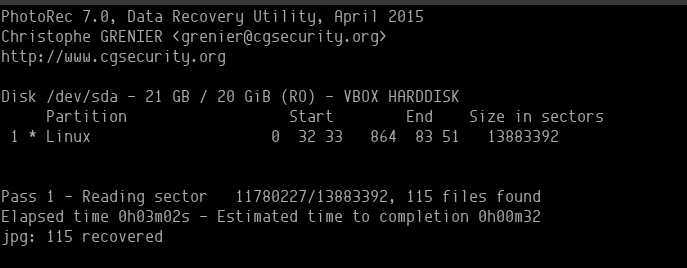 PhotoRec 7.0, Data Recovery Utility, April 2015
Christophe GRENIER <grenier@cgsecurity.org>
http://www.cgsecurity.org
Disk /dev/sda - 21 GB / 20 GiB (RO) - VBOX HARDDISK
Partition Start End Size in sectors
1 * Linux 0 32 33 864 83 51 13883392
Pass 1 - Reading sector 11780227/13883392, 115 files found
Elapsed time 0h03m02s - Estimated time to completion 0h00m32
jpg: 115 recovered